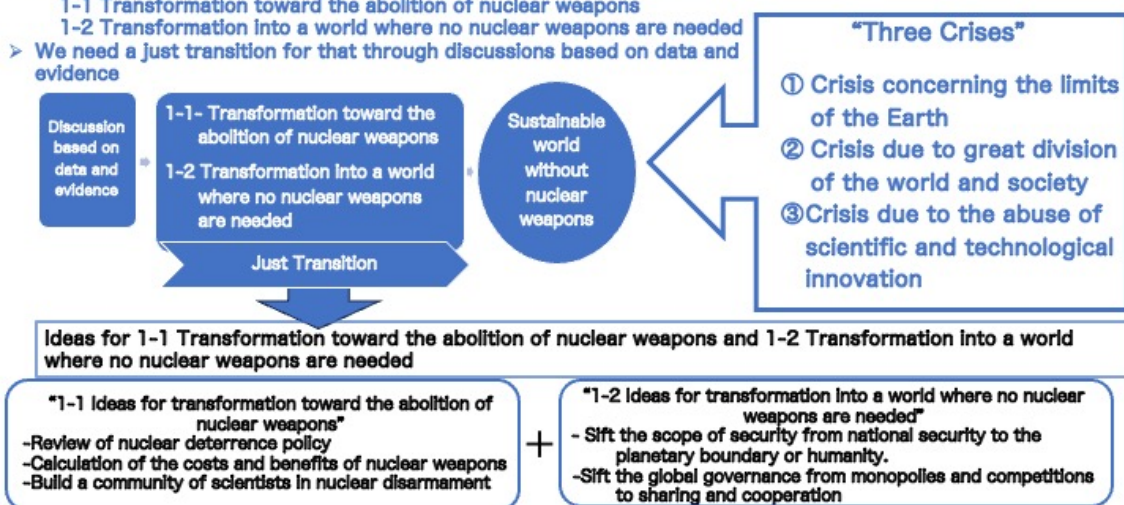 1-1 Transformation toward the abolition of nuclear weapons
1-2 Transformation into a world where no nuclear weapons are needed
➢ We need a just transition for that through discussions based on data and
evidence
Discussion
based on
data and
evidence
1-1- Transformation toward the
abolition of nuclear weapons
1-2 Transformation into a world
where no nuclear weapons
are needed
Just Transition
Sustainable
world
without
nuclear
weapons
“Three Crises”
① Crisis concerning the limits
of the Earth
② Crisis due to great division
of the world and society
③Crisis due to the abuse of
scientific and technological
innovation
Ideas for 1-1 Transformation toward the abolition of nuclear weapons and 1-2 Transformation into a world
where no nuclear weapons are needed
“1-1 Ideas for transformation toward the abolition of
nuclear weapons”
-Review of nuclear deterrence policy
-Calculation of the costs and benefits of nuclear weapons
-Build a community of scientists in nuclear disarmament
+
“1-2 Ideas for transformation into a world where no nuclear
weapons are needed”
- Sift the scope of security from national security to the
planetary boundary or humanity.
-Sift the global governance from monopolies and competitions
to sharing and cooperation